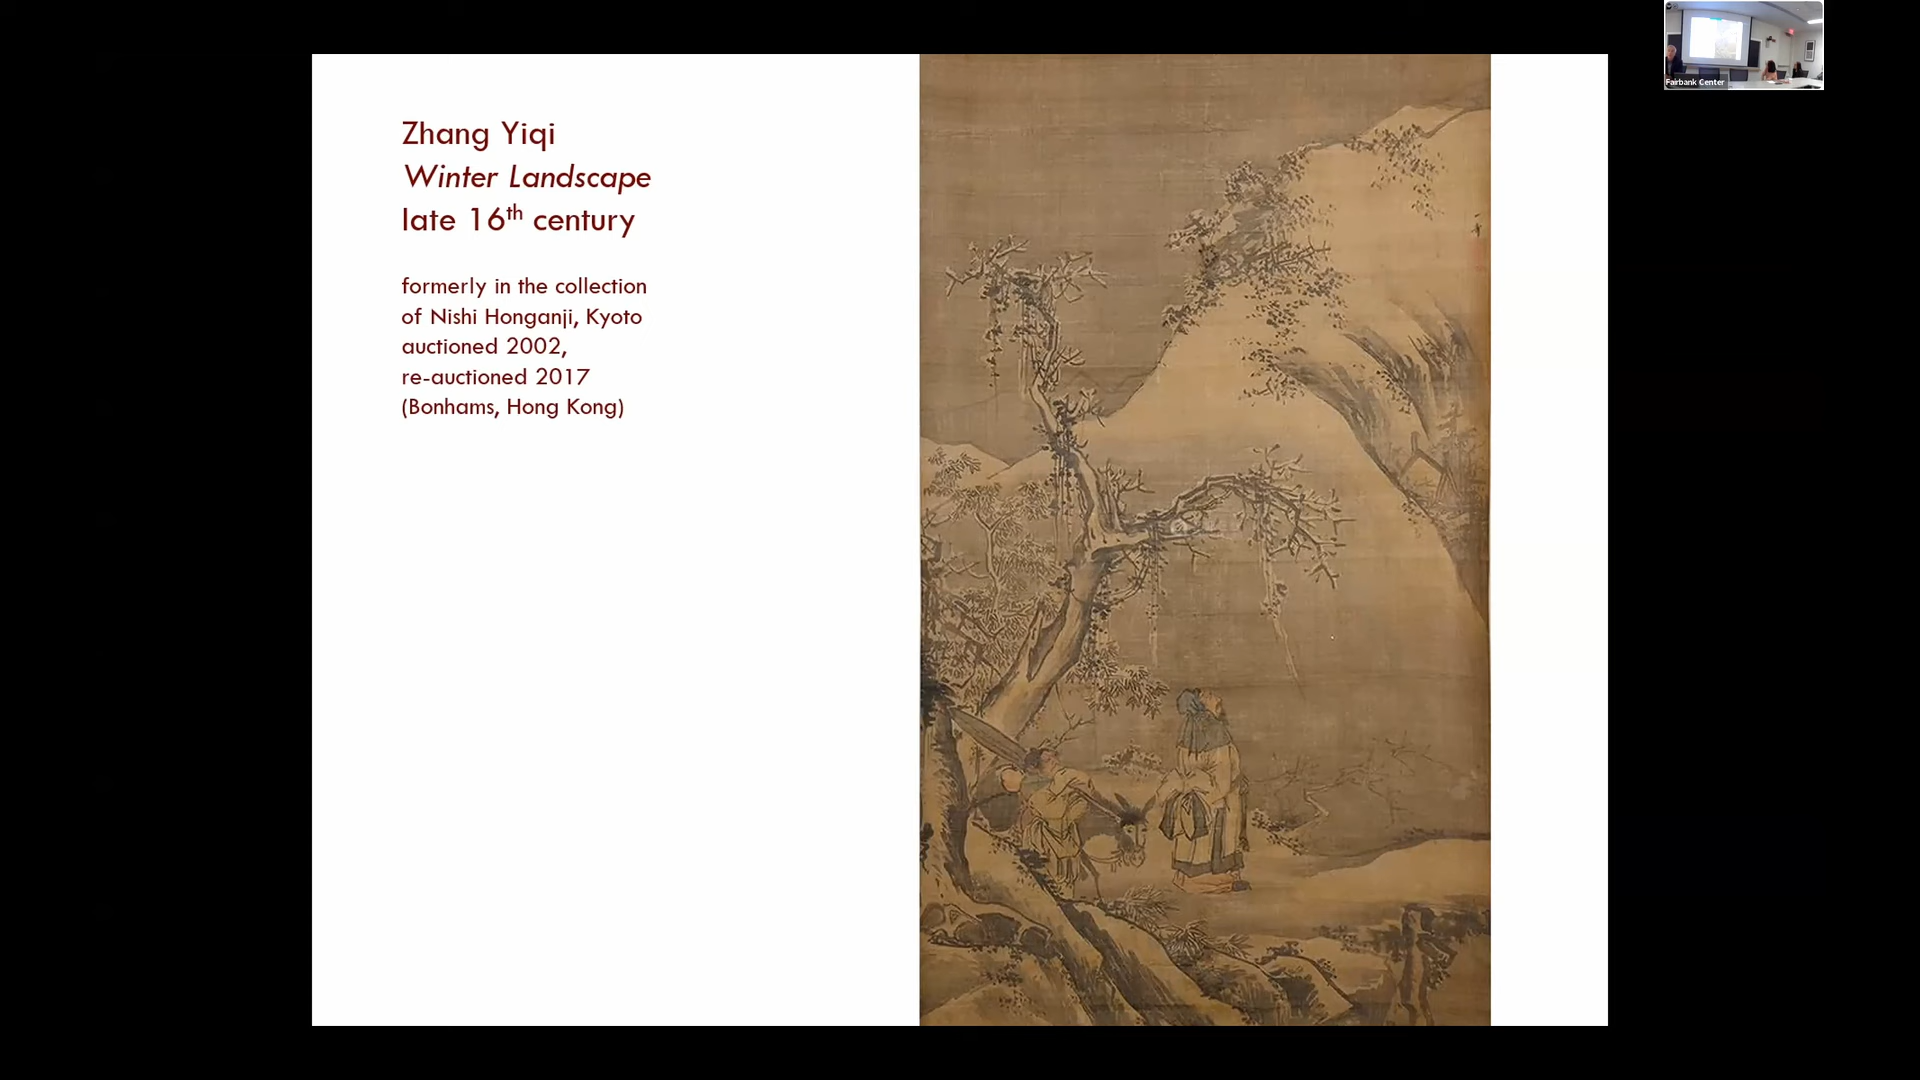 Zhang Yiqi
Winter Landscape
late 16th century
formerly in the collection
of Nishi Honganji, Kyoto
auctioned 2002,
re-auctioned 2017
(Bonhams, Hong Kong)
Fairbank Center